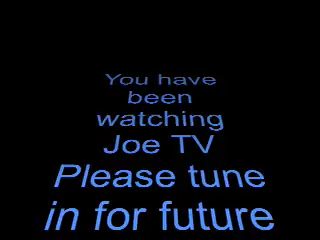 You have
been
watching
Joe TV
Please tune
in for future